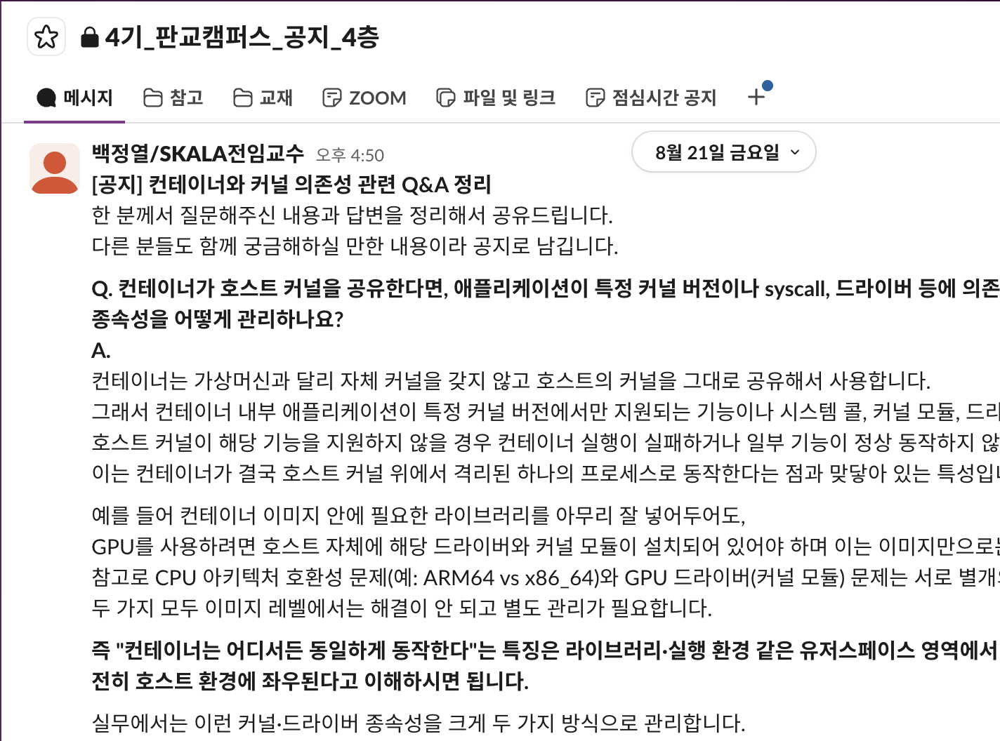 4기_판교캠퍼스_공지_4층
메시지 참고 교재 ZOOM 파일 및 링크 점심시간 공지
백정열/SKALA전임교수 오후 4:50
8월 21일 금요일
[공지] 컨테이너와 커널 의존성 관련 Q&A 정리
한 분께서 질문해주신 내용과 답변을 정리해서 공유드립니다.
다른 분들도 함께 궁금해하실 만한 내용이라 공지로 남깁니다.
Q. 컨테이너가 호스트 커널을 공유한다면, 애플리케이션이 특정 커널 버전이나 syscall, 드라이버 등에 의존
종속성을 어떻게 관리하나요?
A.
컨테이너는 가상머신과 달리 자체 커널을 갖지 않고 호스트의 커널을 그대로 공유해서 사용합니다.
그래서 컨테이너 내부 애플리케이션이 특정 커널 버전에서만 지원되는 기능이나 시스템 콜, 커널 모듈,
호스트 커널이 해당 기능을 지원하지 않을 경우 컨테이너 실행이 실패하거나 일부 기능이 정상 동작하지
이는 컨테이너가 결국 호스트 커널 위에서 격리된 하나의 프로세스로 동작한다는 점과 맞닿아 있는
예를 들어 컨테이너 이미지 안에 필요한 라이브러리를 아무리 잘 넣어두어도,
GPU를 사용하려면 호스트 자체에 해당 드라이버와 커널 모듈이 설치되어 있어야 하며 이는
참고로 CPU 아키텍처 호환성 문제(예: ARM64 vs x86_64)와 GPU 드라이버(커널 모듈) 문제는 서로
두 가지 모두 이미지 레벨에서는 해결이 안 되고 별도 관리가 필요합니다.
즉 "컨테이너는 어디서든 동일하게 동작한다"는 특징은 라이브러리·실행 환경 같은 유저스페이스 영역에서
전히 호스트 환경에 좌우된다고 이해하시면 됩니다.
실무에서는 이런 커널·드라이버 종속성을 크게 두 가지 방식으로 관리합니다.